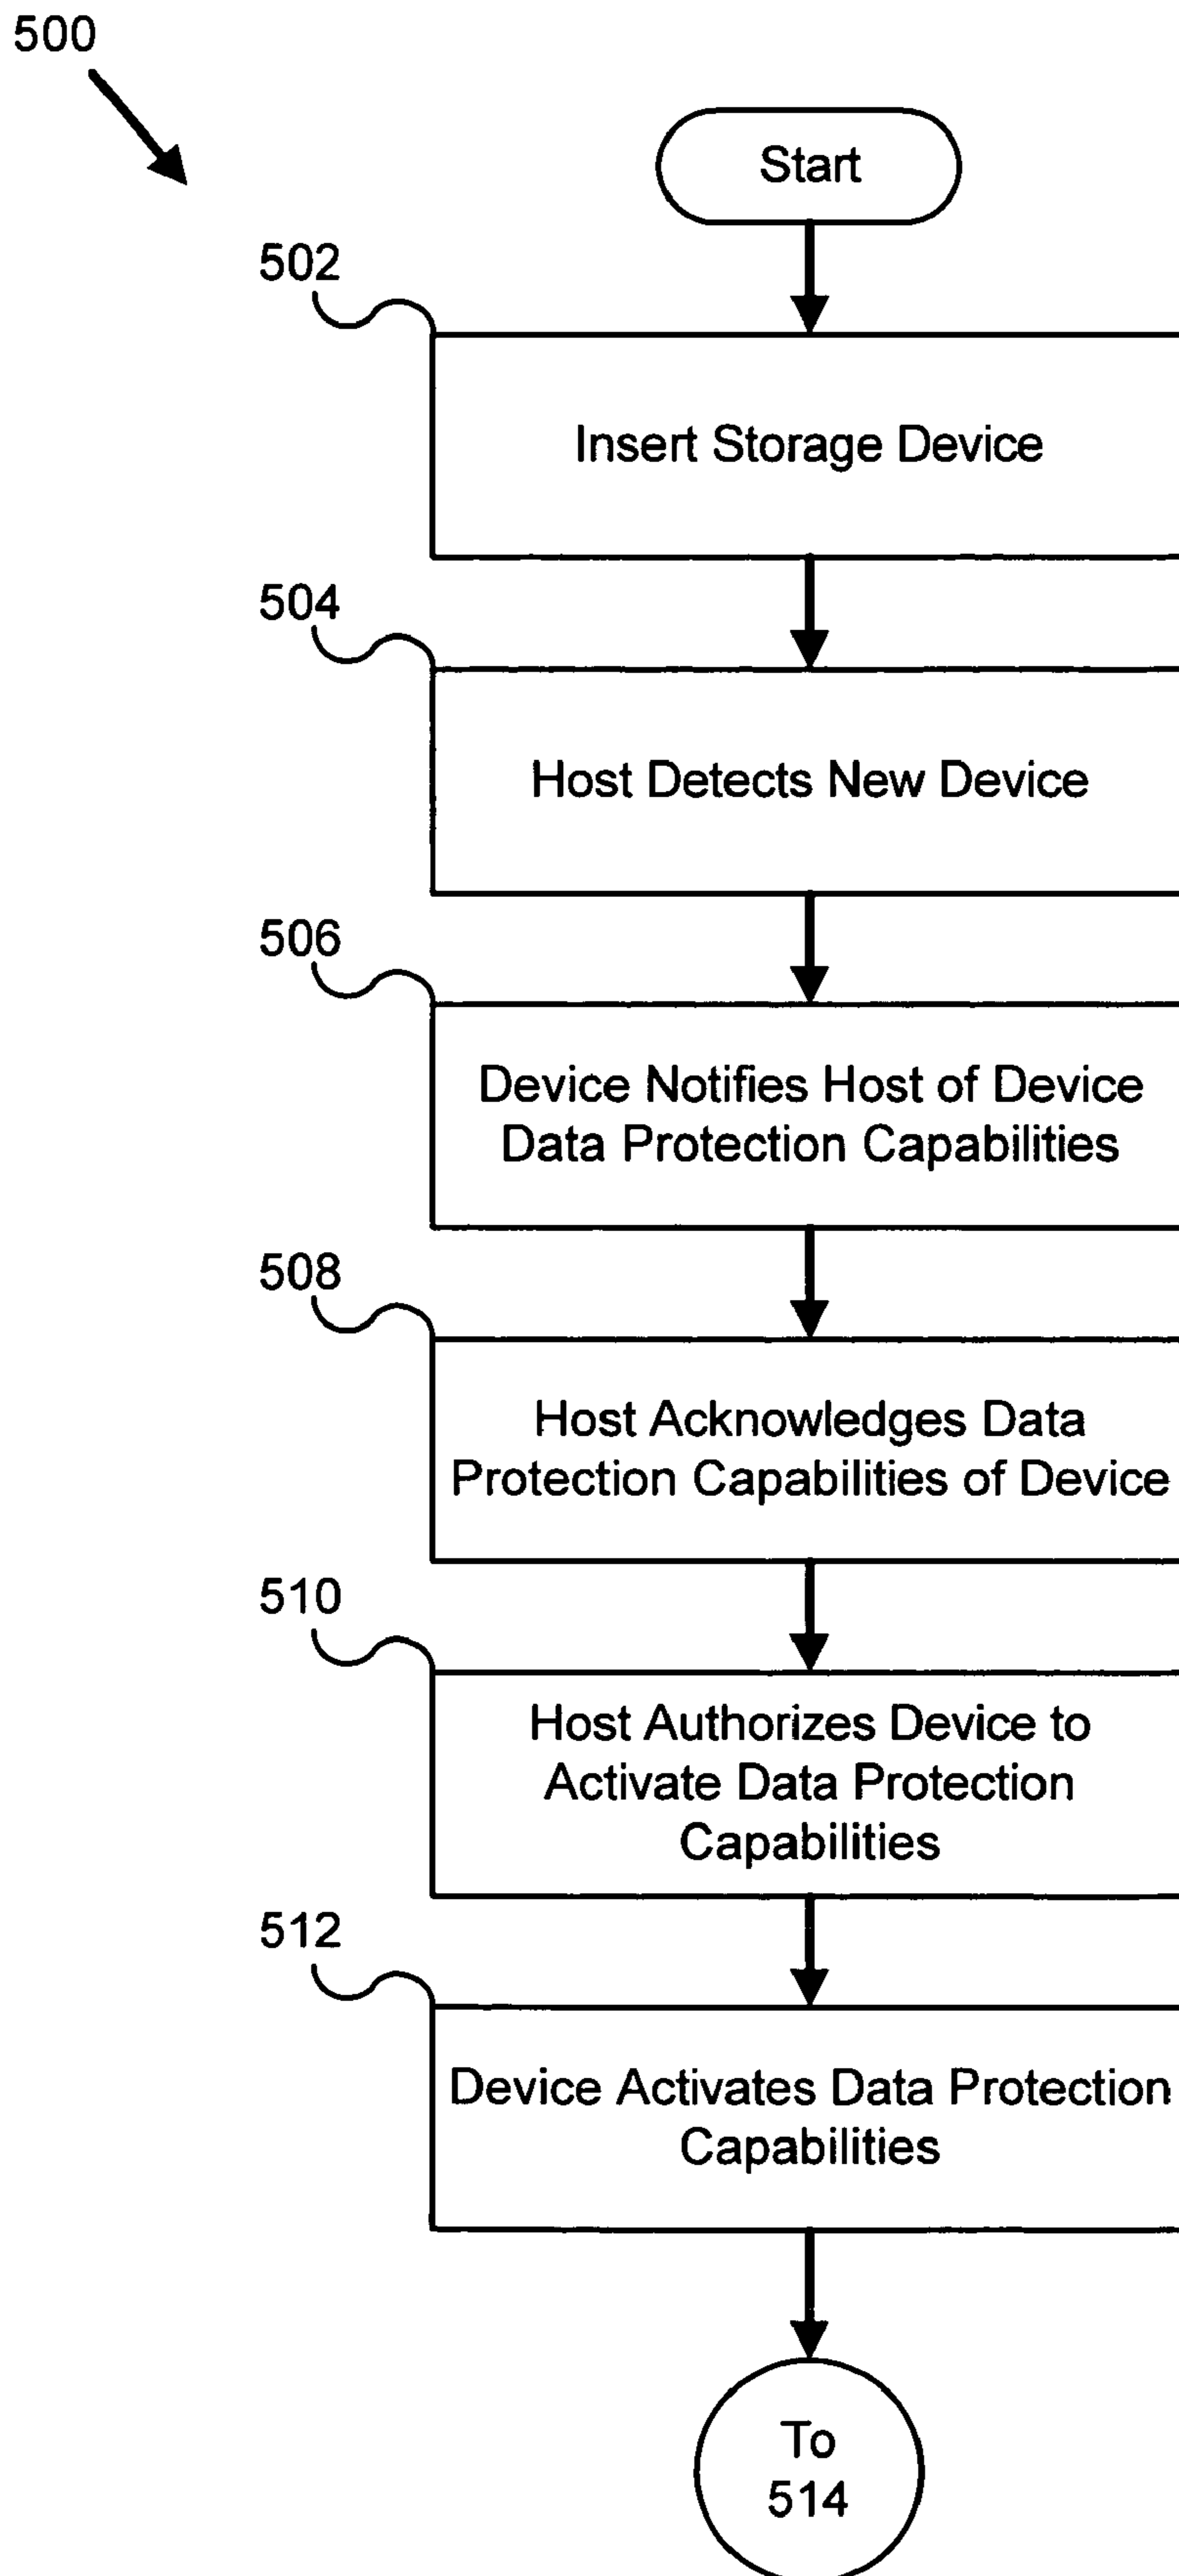 500
Start
502
Insert Storage Device
504
Host Detects New Device
506
Device Notifies Host of Device
Data Protection Capabilities
508
Host Acknowledges Data
Protection Capabilities of Device
510
Host Authorizes Device to
Activate Data Protection
Capabilities
512
Device Activates Data Protection
Capabilities
To
514